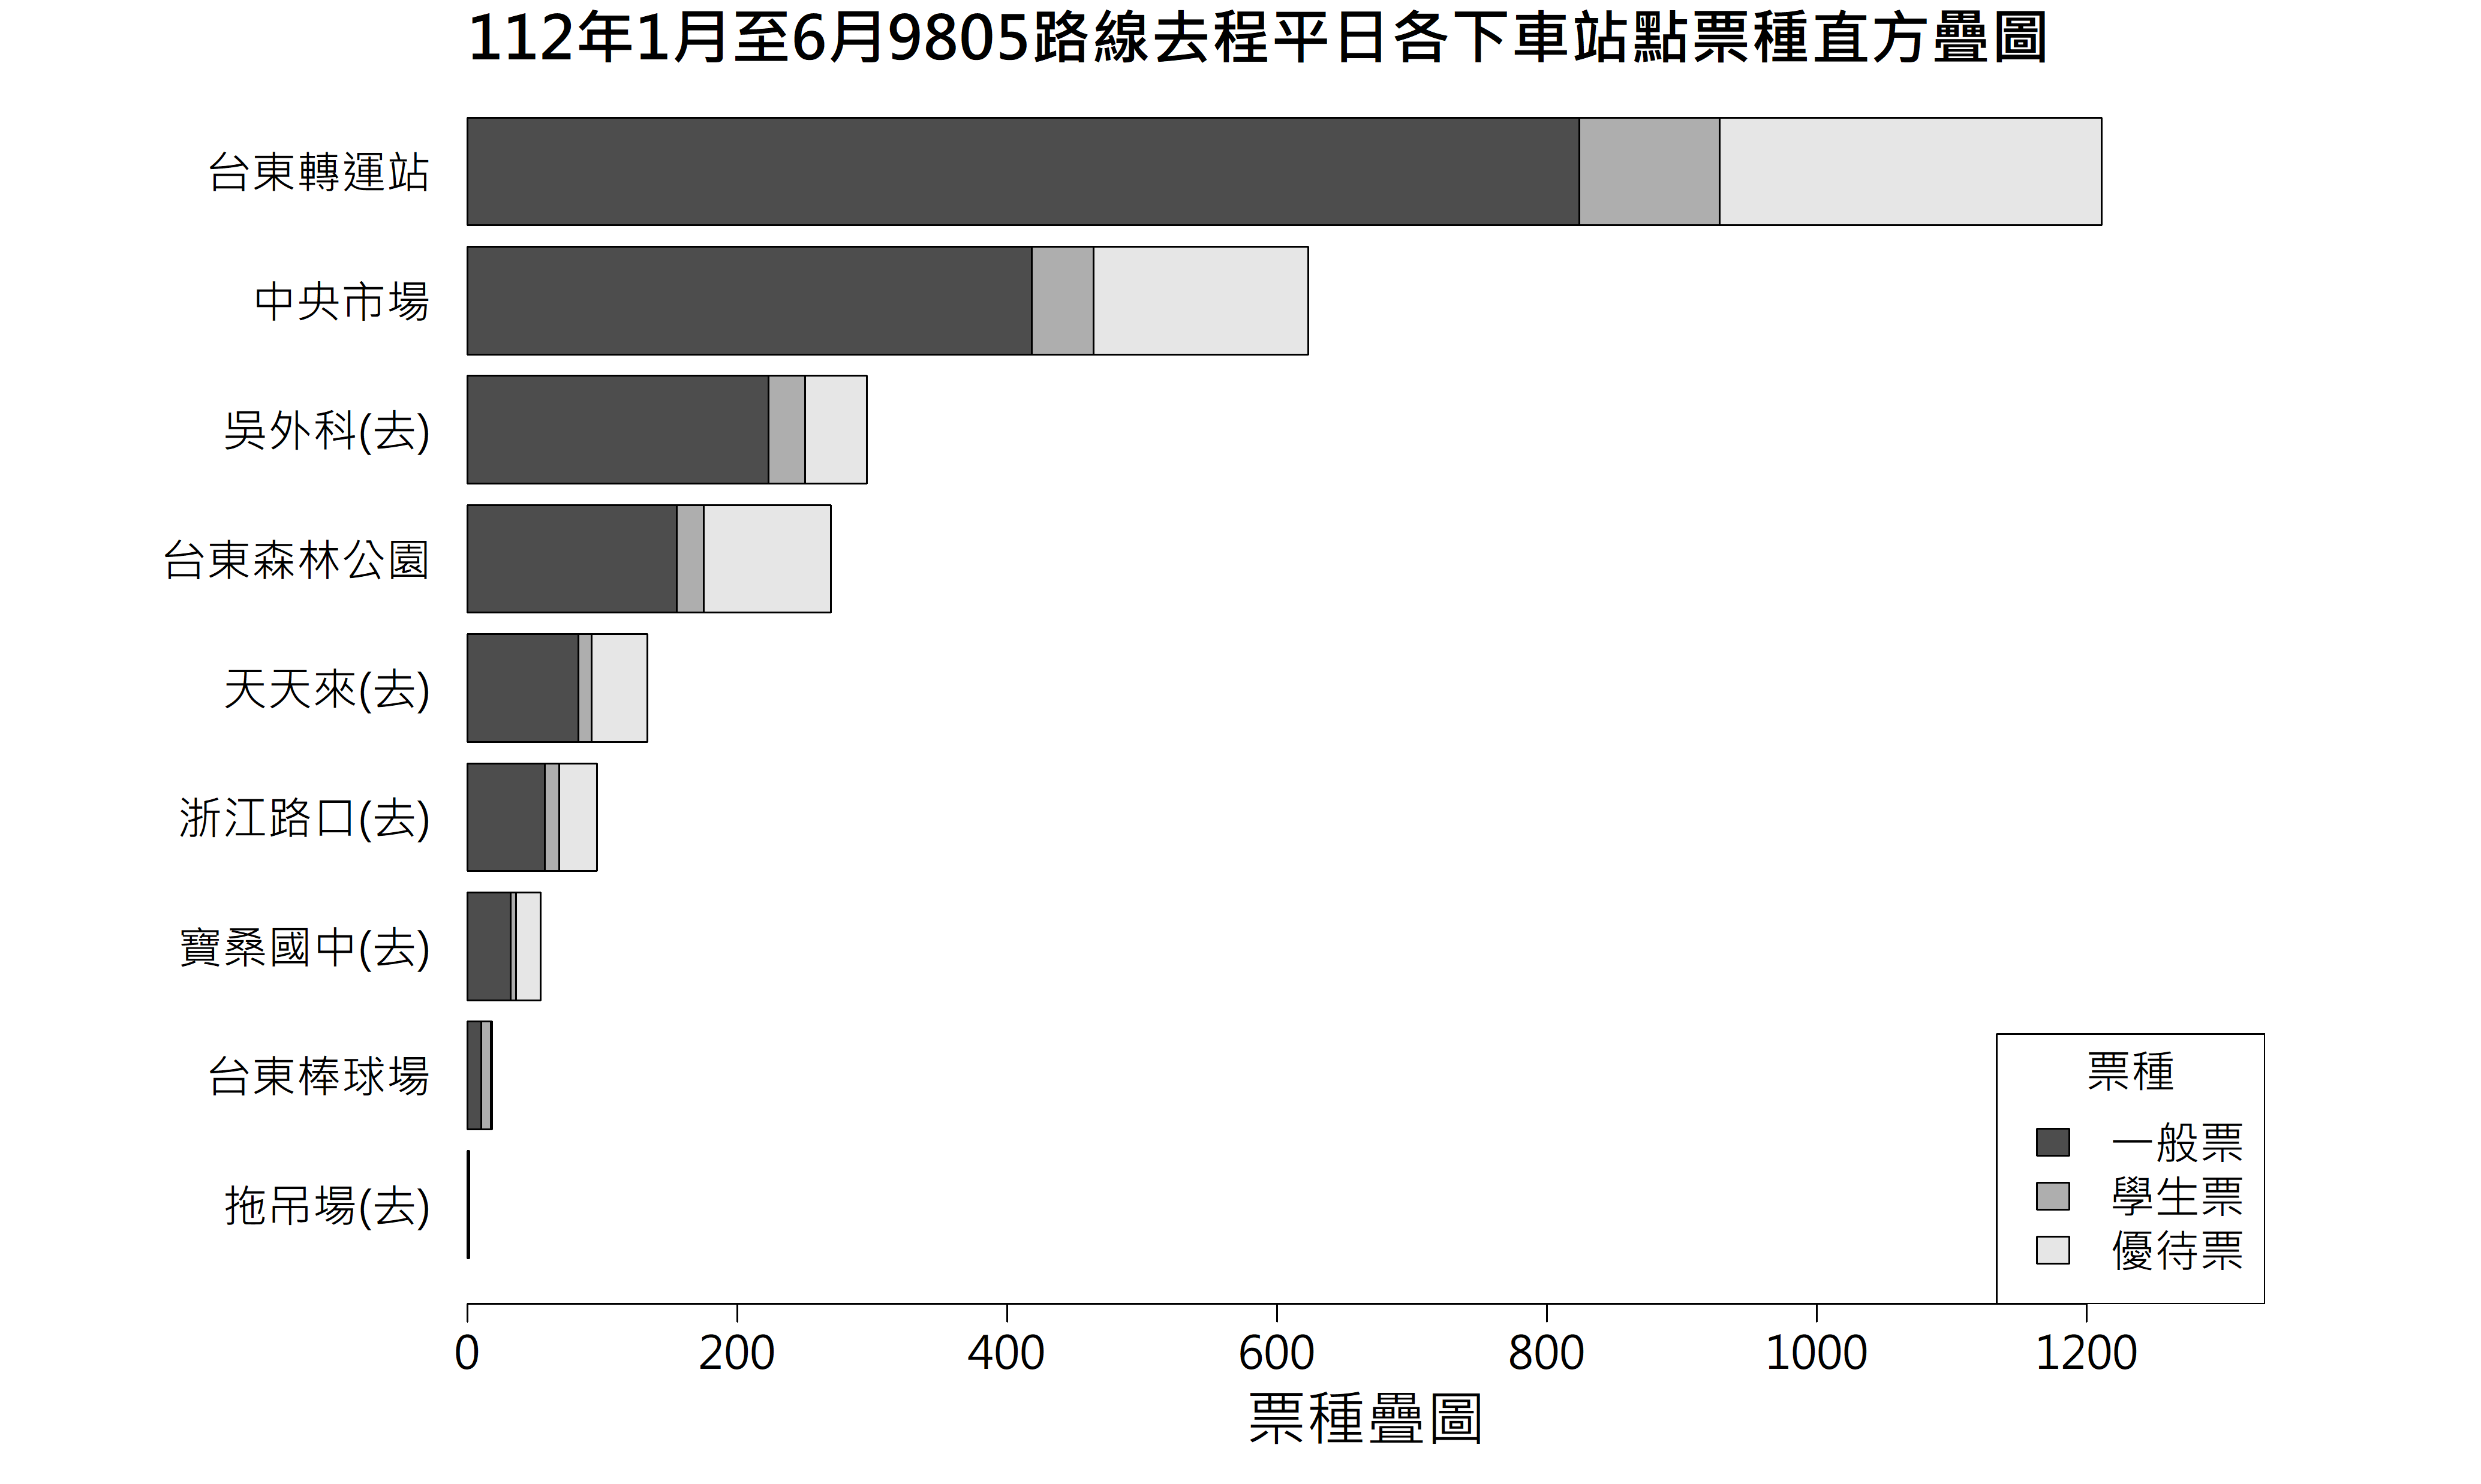 112年1月至6月9805路線去程平日各下車站點票種直方疊圖
台東轉運站
中央市場
吳外科(去)
台東森林公園
天天來(去)
浙江路口(去)
寶桑國中(去)
台東棒球場
拖吊場(去)
票種
一般票
學生票
優待票
0 200 400 600 800 1000 1200
票種疊圖